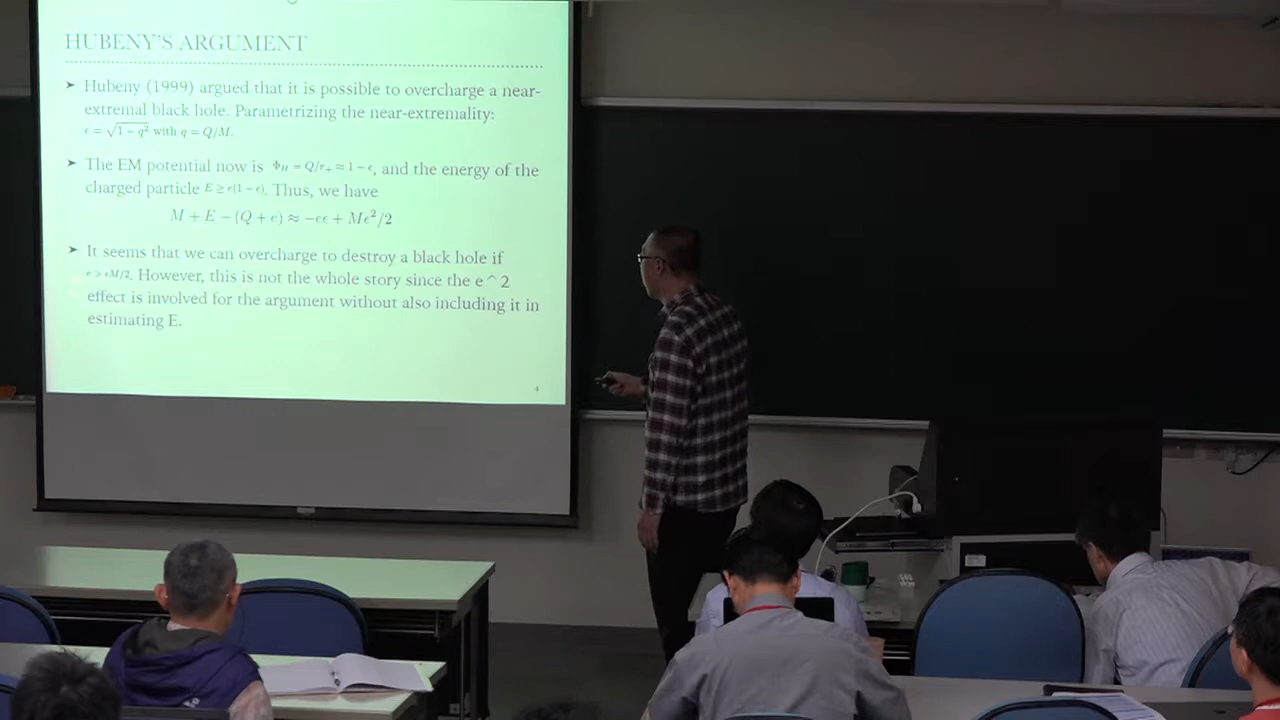 HUBENY'S ARGUMENT
➤ Hubeny (1999) argued that it is possible to overcharge a near-
extremal black hole. Parametrizing the near-extremality:
ϵ = √(1 − q²) with q = Q/M.
➤ The EM potential now is Φ_H = Q/r₊ ≈ 1 − ϵ, and the energy of the
charged particle E ≥ e(1 − ϵ). Thus, we have
M + E − (Q + e) ≈ −eϵ + Mϵ²/2
➤ It seems that we can overcharge to destroy a black hole if
e > ϵM/2. However, this is not the whole story since the e^2
effect is involved for the argument without also including it in
estimating E.
4